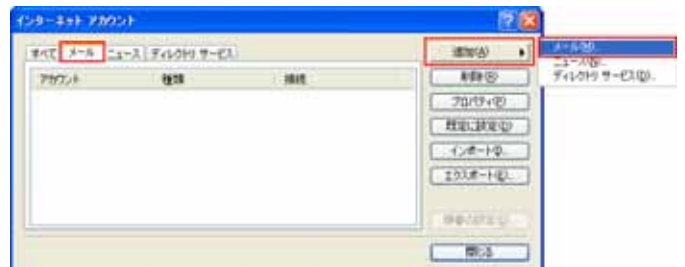 インターネット アカウント
すべて メール ニュース ディレクトリ サービス
アカウント 種類 接続
追加(A)
削除(R)
プロパティ(P)
既定に設定(D)
インポート(I)...
エクスポート(E)...
閉じる
メール(M)...
ニュース(N)...
ディレクトリ サービス(D)...